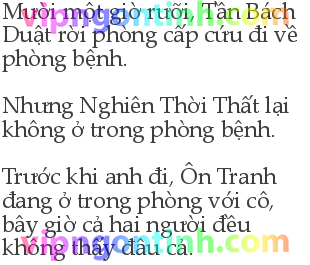 Mười một giờ rưỡi, Tần Bách
Duật rời phòng cấp cứu đi về
phòng bệnh.
Nhưng Nghiên Thời Thất lại
không ở trong phòng bệnh.
Trước khi anh đi, Ôn Tranh
đang ở trong phòng với cô,
bây giờ cả hai người đều
không thấy đâu cả.
vipngontinh.com
vipngontinh.com